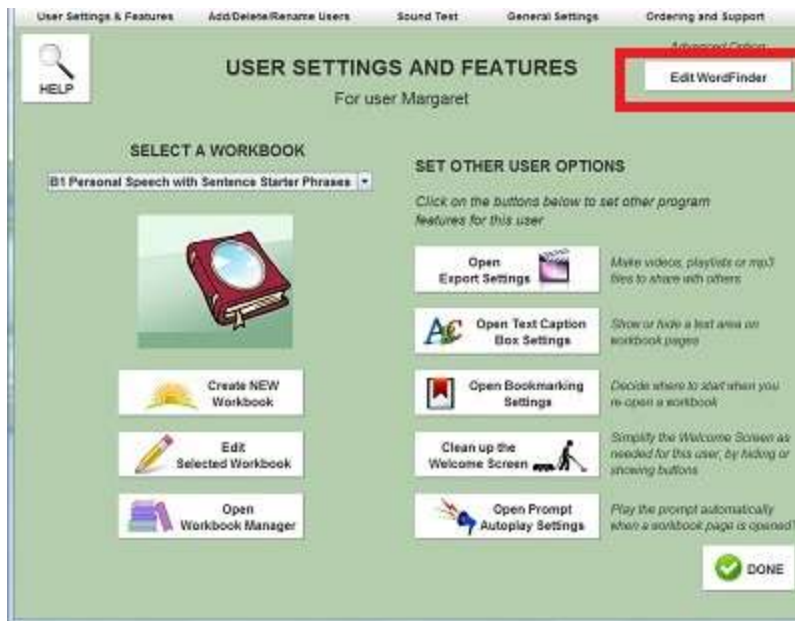 User Settings & Features Add/Delete/Rename Users Sound Test General Settings Ordering and Support
HELP
USER SETTINGS AND FEATURES
For user Margaret
Advanced Option
Edit WordFinder
SELECT A WORKBOOK
B1 Personal Speech with Sentence Starter Phrases
Create NEW
Workbook
Edit
Selected Workbook
Open
Workbook Manager
SET OTHER USER OPTIONS
Click on the buttons below to set other program
features for this user
Open
Export Settings
Make videos, playlists or mp3
files to share with others
Open Text Caption
Box Settings
Show or hide a text area on
workbook pages
Open Bookmarking
Settings
Decide where to start when you
re-open a workbook
Clean up the
Welcome Screen
Simplify the Welcome Screen as
needed for this user, by hiding or
showing buttons
Open Prompt
Autoplay Settings
Play the prompt automatically
when a workbook page is opened?
DONE